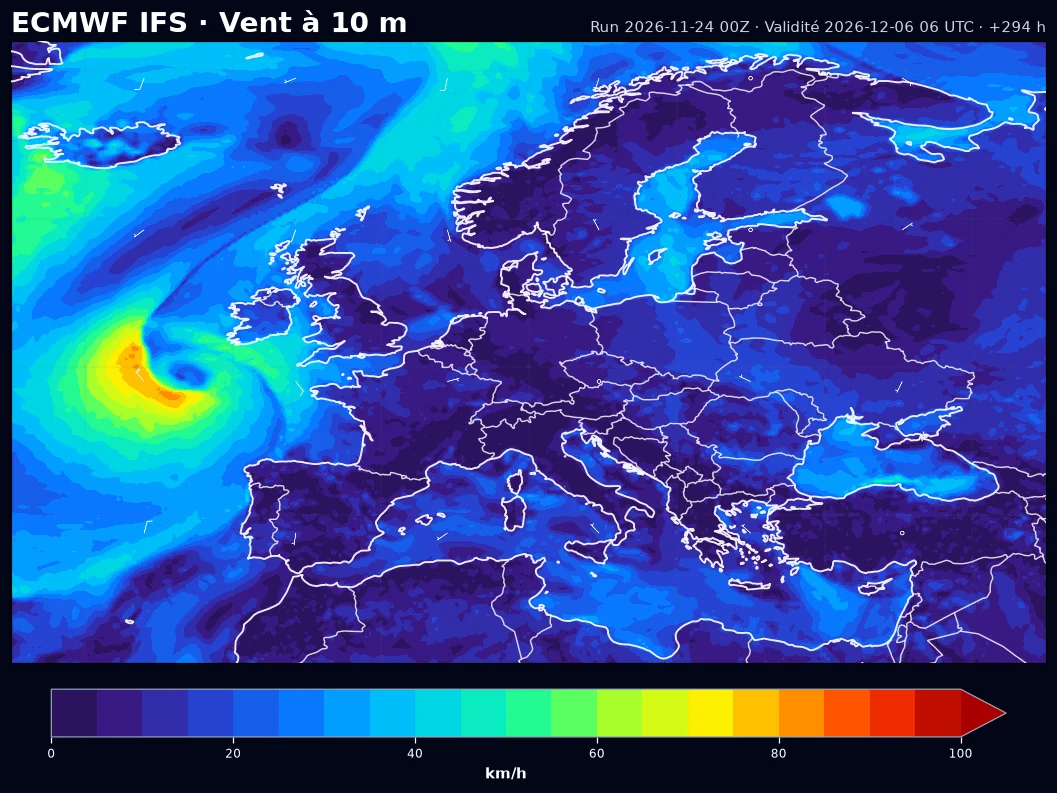 ECMWF IFS · Vent à 10 m
Run 2026-11-24 00Z · Validité 2026-12-06 06 UTC · +294 h
0 20 40 60 80 100
km/h